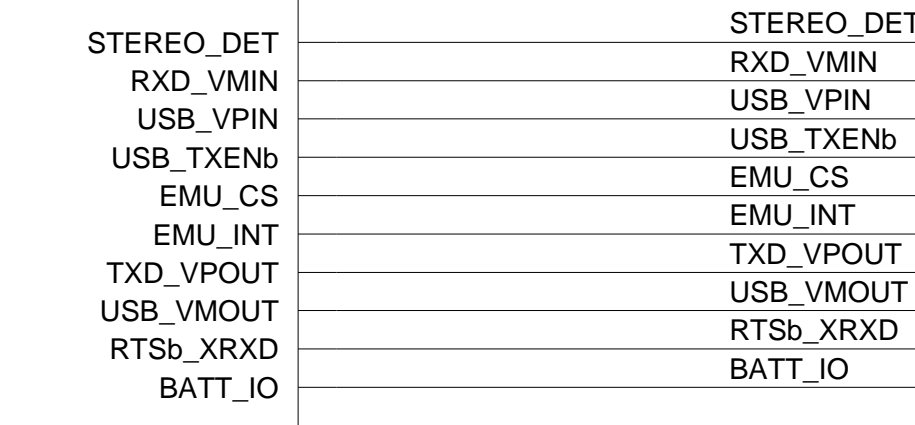 STEREO_DET STEREO_DET
RXD_VMIN RXD_VMIN
USB_VPIN USB_VPIN
USB_TXENb USB_TXENb
EMU_CS EMU_CS
EMU_INT EMU_INT
TXD_VPOUT TXD_VPOUT
USB_VMOUT USB_VMOUT
RTSb_XRXD RTSb_XRXD
BATT_IO BATT_IO